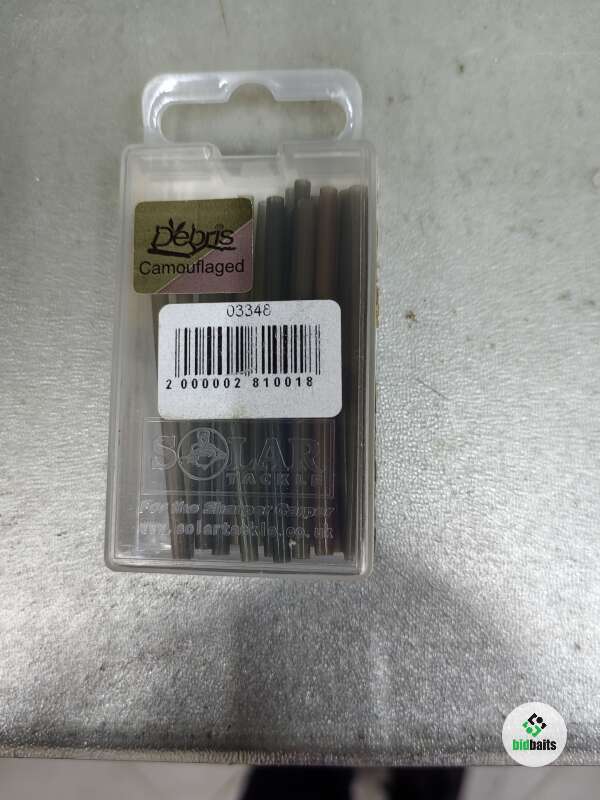 Debris
Camouflaged
03348
2 000002 810018
SOLAR
TACKLE
For the Sharper Carper
www.solartackle.co.uk
bidbaits